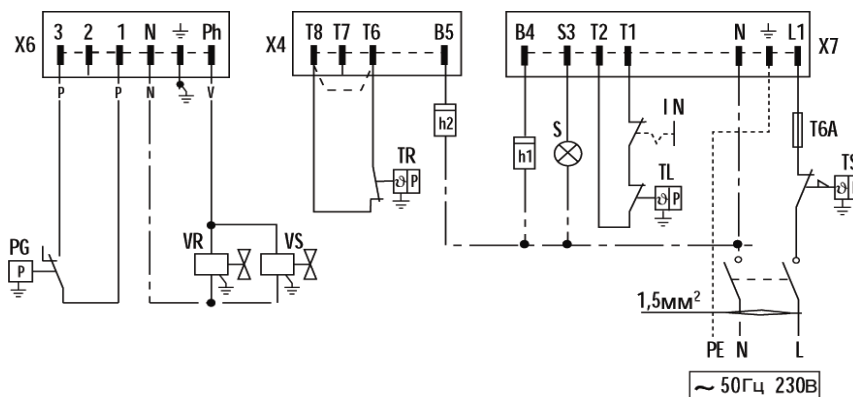 3 2 1 N Ph
X6
P P N V
T8 T7 T6 B5
X4
B4 S3 T2 T1 N L1
X7
h2
h1
S
IN
T6A
TR
ϑ P
TL
ϑ P
TS
ϑ
PG
P
VR VS
1,5мм²
PE N L
~ 50Гц 230В